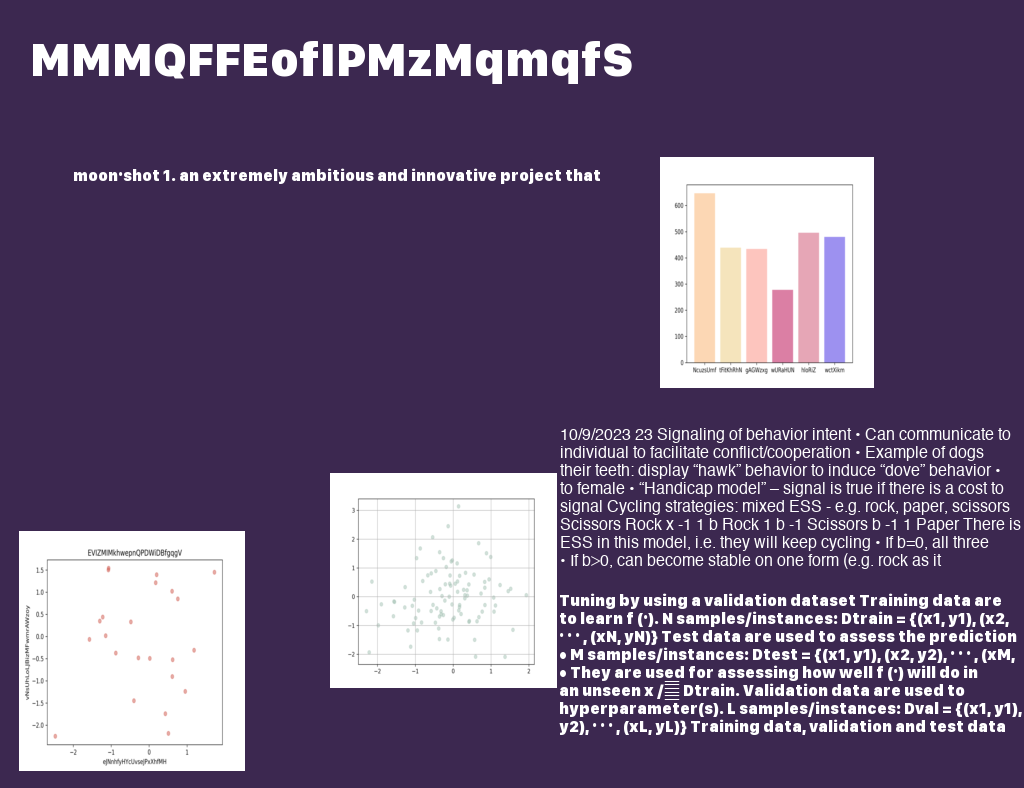 MMMQFFEofIPMzMqmqfS
moon·shot 1. an extremely ambitious and innovative project that
600
500
400
300
200
100
0
NcuzsUmf tFitKhRhN gAGWzxg wURaHUN hloRiZ wctXikm
10/9/2023 23 Signaling of behavior intent • Can communicate to
individual to facilitate conflict/cooperation • Example of dogs
their teeth: display “hawk” behavior to induce “dove” behavior •
to female • “Handicap model” – signal is true if there is a cost to
signal Cycling strategies: mixed ESS - e.g. rock, paper, scissors
Scissors Rock x -1 1 b Rock 1 b -1 Scissors b -1 1 Paper There is
ESS in this model, i.e. they will keep cycling • If b=0, all three
• If b>0, can become stable on one form (e.g. rock as it
3
2
1
0
−1
−2
−2 −1 0 1 2
EVIZMIMkhwepnQPDWiDBfgqgV
1.5
1.0
0.5
0.0
−0.5
−1.0
−1.5
−2.0
−2 −1 0 1
Tuning by using a validation dataset Training data are
to learn f (·). N samples/instances: Dtrain = {(x1, y1), (x2,
· · · , (xN, yN)} Test data are used to assess the prediction
• M samples/instances: Dtest = {(x1, y1), (x2, y2), · · · , (xM,
• They are used for assessing how well f (·) will do in
an unseen x / Dtrain. Validation data are used to
hyperparameter(s). L samples/instances: Dval = {(x1, y1),
y2), · · · , (xL, yL)} Training data, validation and test data